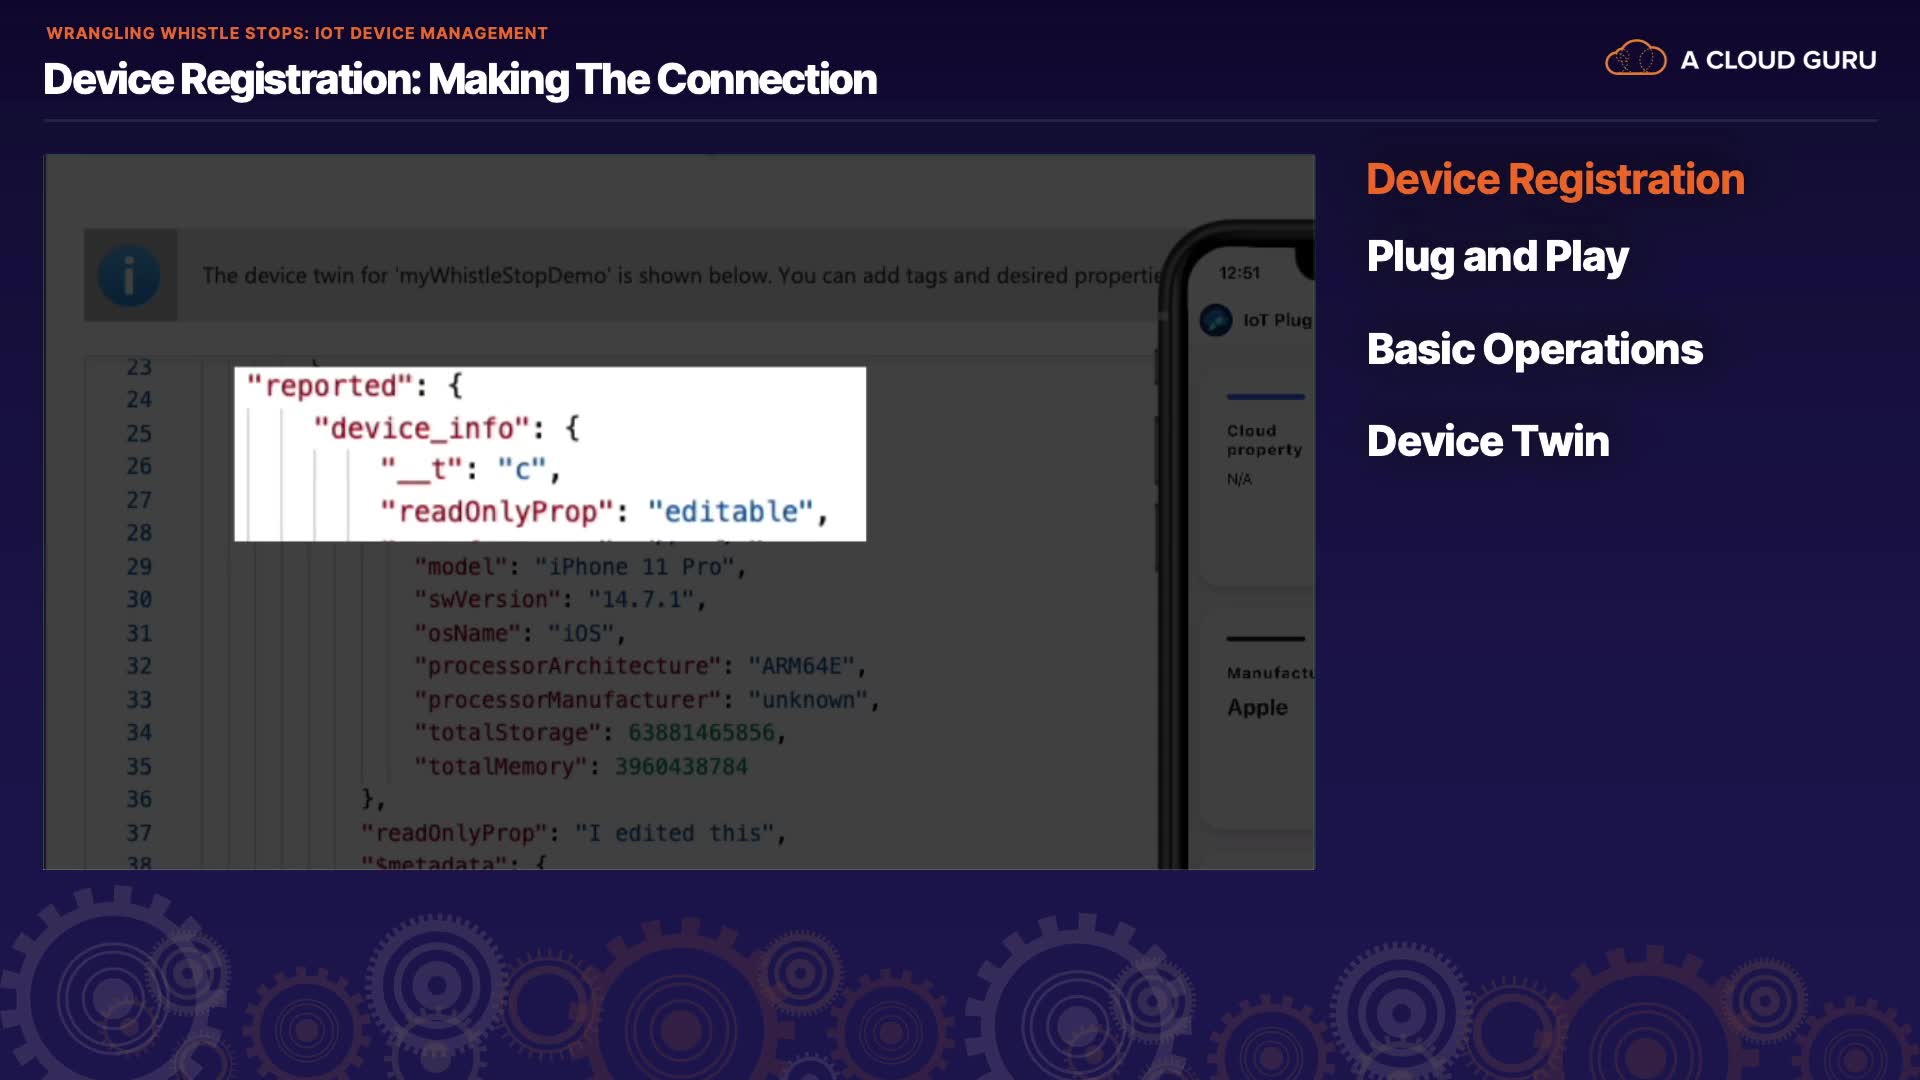 WRANGLING WHISTLE STOPS: IOT DEVICE MANAGEMENT
Device Registration: Making The Connection
A CLOUD GURU
Device Registration
Plug and Play
Basic Operations
Device Twin
The device twin for 'myWhistleStopDemo' is shown below. You can add tags and desired propertie
12:51
IoT Plug
Cloud
property
N/A
Manufactu
Apple
23
24
25
26
27
28
"reported": {
"device_info": {
"__t": "c",
"readOnlyProp": "editable",
29 "model": "iPhone 11 Pro",
30 "swVersion": "14.7.1",
31 "osName": "iOS",
32 "processorArchitecture": "ARM64E",
33 "processorManufacturer": "unknown",
34 "totalStorage": 63881465856,
35 "totalMemory": 3960438784
36 },
37 "readOnlyProp": "I edited this",
38 "$metadata": {